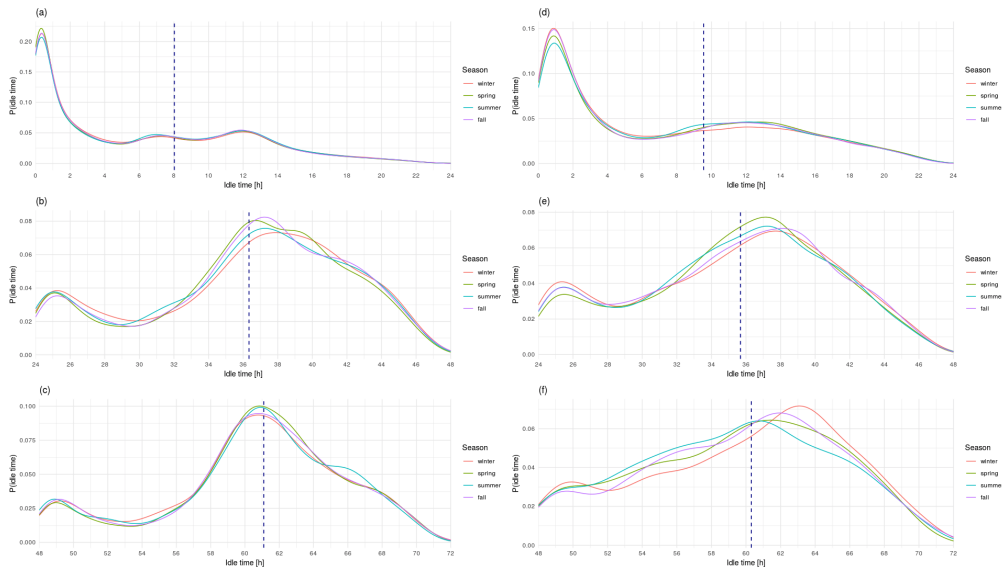 (a)
P(idle time)
0.20
0.15
0.10
0.05
0.00
0 2 4 6 8 10 12 14 16 18 20 22 24
Idle time [h]
Season
winter
spring
summer
fall
(b)
P(idle time)
0.08
0.06
0.04
0.02
0.00
24 26 28 30 32 34 36 38 40 42 44 46 48
Idle time [h]
Season
winter
spring
summer
fall
(c)
P(idle time)
0.100
0.075
0.050
0.025
0.000
48 50 52 54 56 58 60 62 64 66 68 70 72
Idle time [h]
Season
winter
spring
summer
fall
(d)
P(idle time)
0.15
0.10
0.05
0.00
0 2 4 6 8 10 12 14 16 18 20 22 24
Idle time [h]
Season
winter
spring
summe
fall
(e)
P(idle time)
0.08
0.06
0.04
0.02
0.00
24 26 28 30 32 34 36 38 40 42 44 46 48
Idle time [h]
Season
winter
spring
summe
fall
(f)
P(idle time)
0.06
0.04
0.02
0.00
48 50 52 54 56 58 60 62 64 66 68 70 72
Idle time [h]
Season
winter
spring
summe
fall